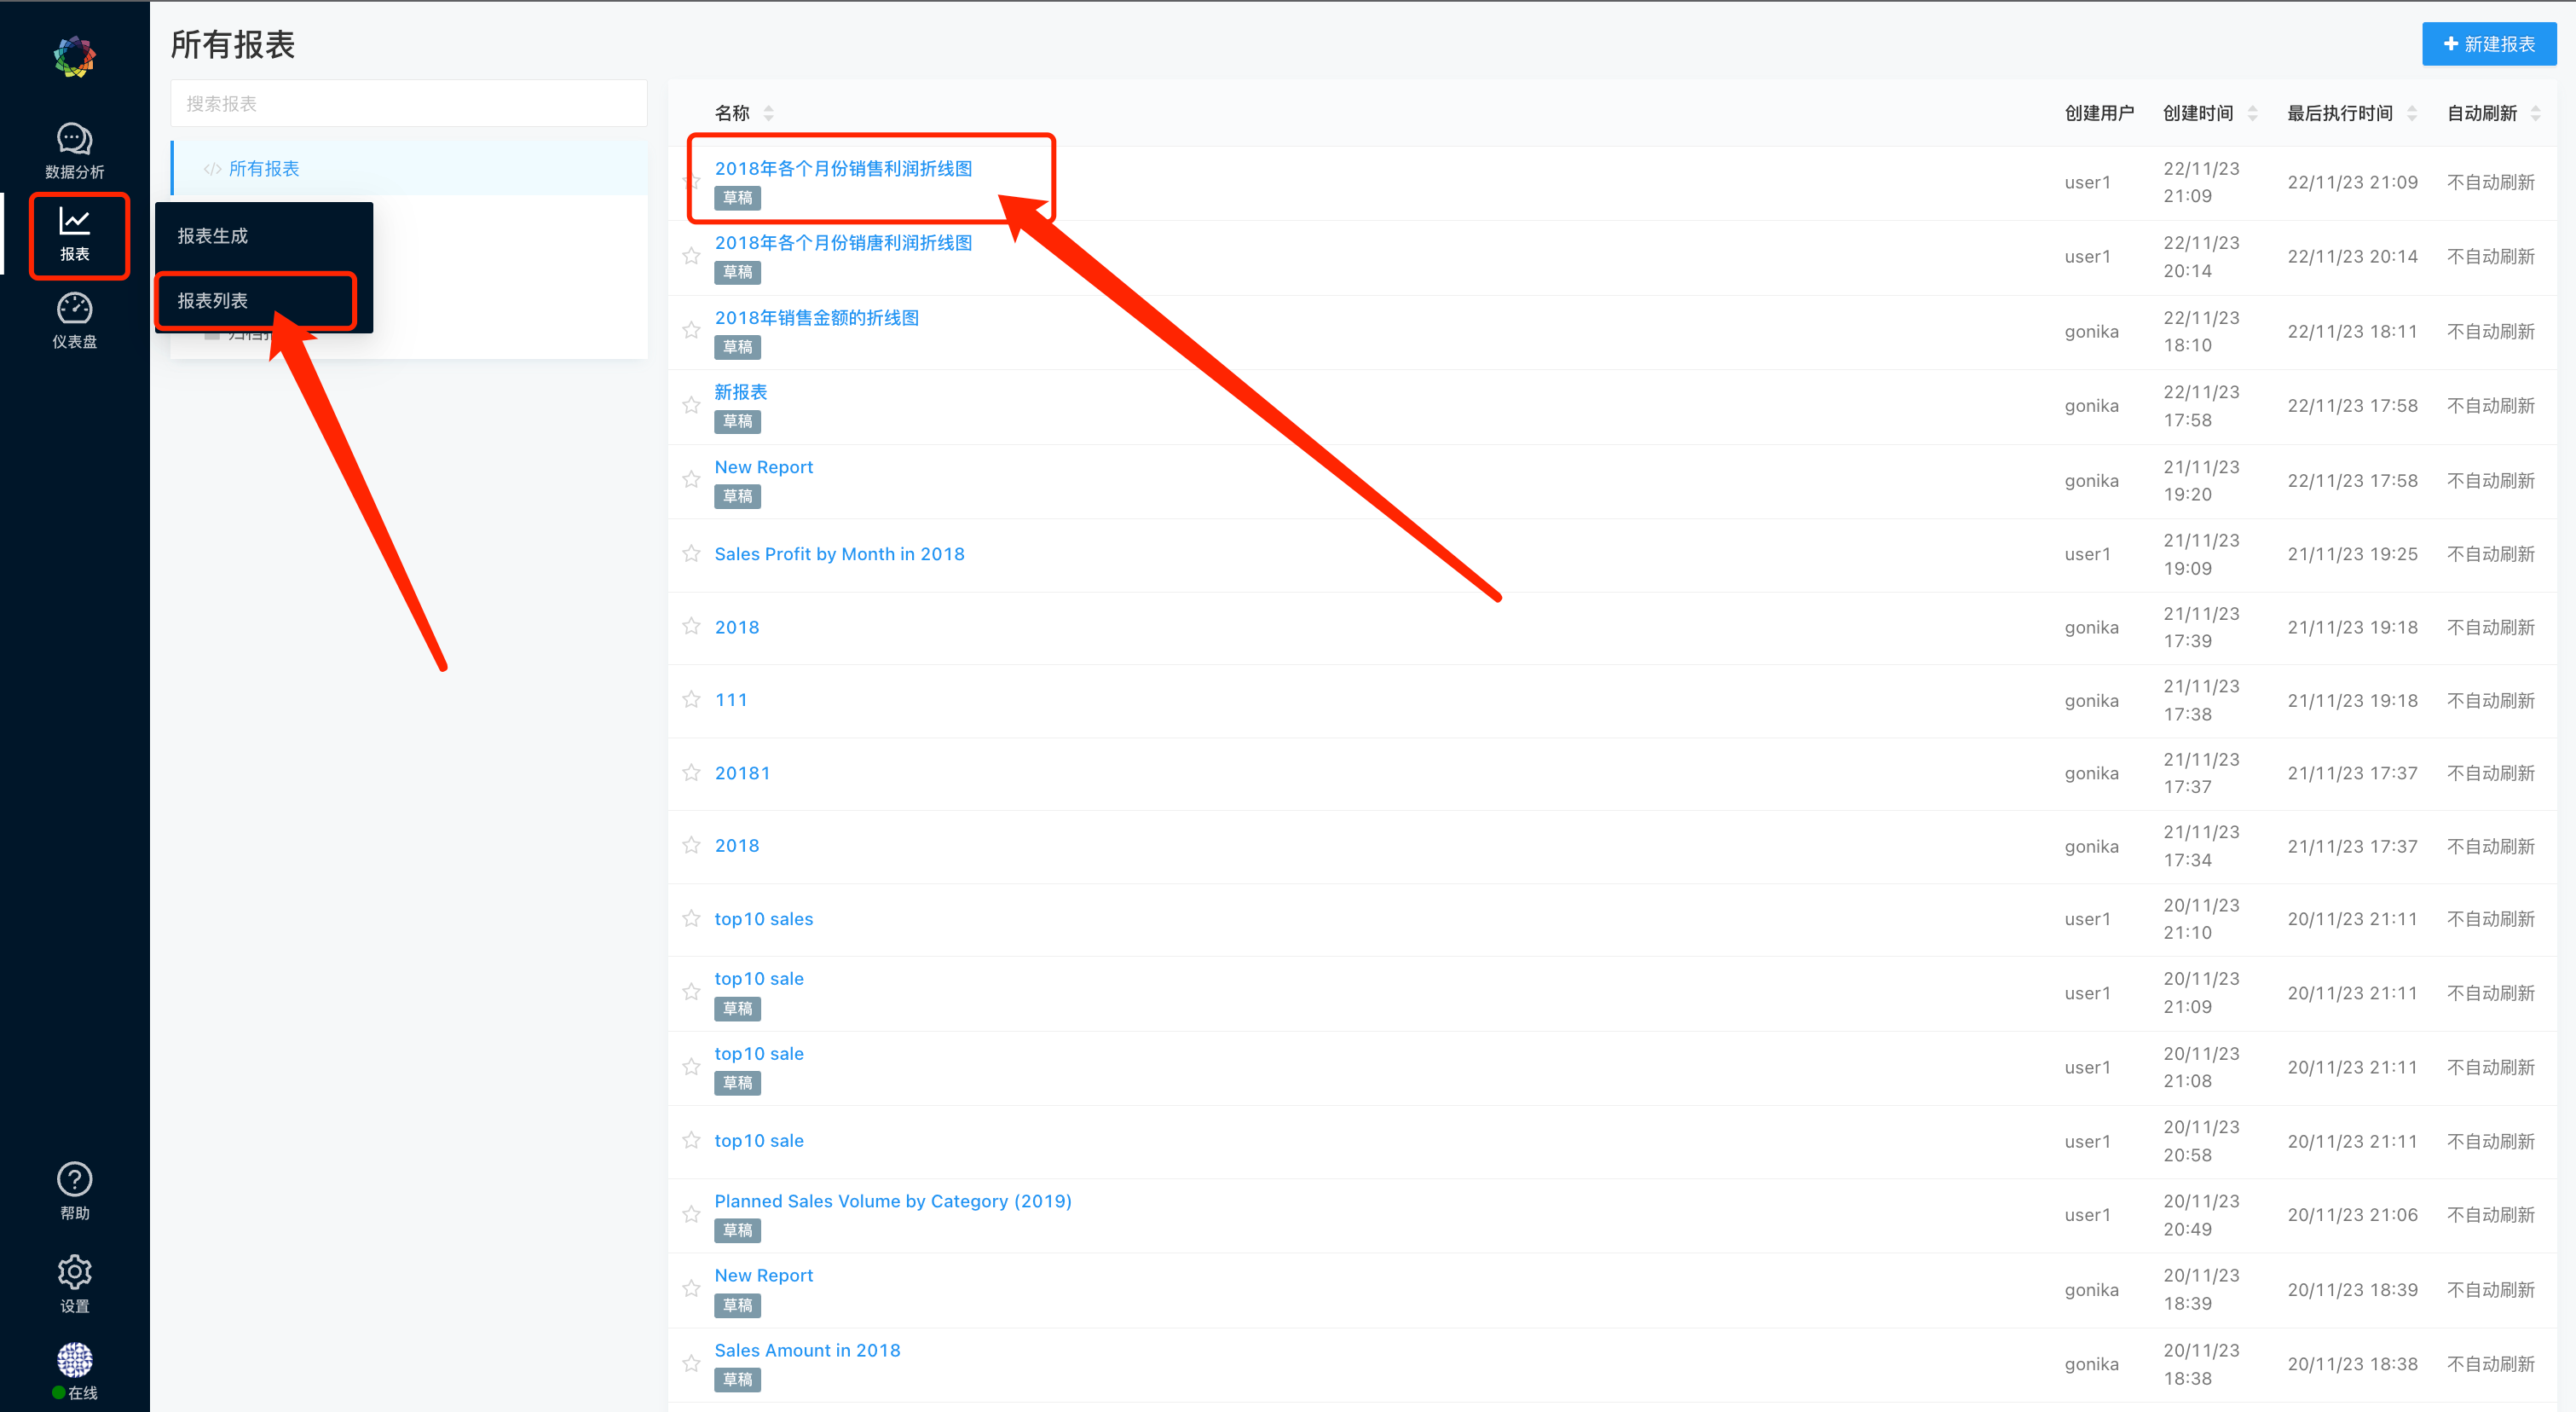 所有报表
新建报表
搜索报表
所有报表
数据分析
报表
仪表盘
报表生成
报表列表
帮助
设置
在线
名称 创建用户 创建时间 最后执行时间 自动刷新
2018年各个月份销售利润折线图
草稿
user1 22/11/23 21:09 22/11/23 21:09 不自动刷新
2018年各个月份销唐利润折线图
草稿
user1 22/11/23 20:14 22/11/23 20:14 不自动刷新
2018年销售金额的折线图
草稿
gonika 22/11/23 18:10 22/11/23 18:11 不自动刷新
新报表
草稿
gonika 22/11/23 17:58 22/11/23 17:58 不自动刷新
New Report
草稿
gonika 21/11/23 19:20 22/11/23 17:58 不自动刷新
Sales Profit by Month in 2018 user1 21/11/23 19:09 21/11/23 19:25 不自动刷新
2018 gonika 21/11/23 17:39 21/11/23 19:18 不自动刷新
111 gonika 21/11/23 17:38 21/11/23 19:18 不自动刷新
20181 gonika 21/11/23 17:37 21/11/23 17:37 不自动刷新
2018 gonika 21/11/23 17:34 21/11/23 17:37 不自动刷新
top10 sales user1 20/11/23 21:10 20/11/23 21:11 不自动刷新
top10 sale
草稿
user1 20/11/23 21:09 20/11/23 21:11 不自动刷新
top10 sale
草稿
user1 20/11/23 21:08 20/11/23 21:11 不自动刷新
top10 sale user1 20/11/23 20:58 20/11/23 21:11 不自动刷新
Planned Sales Volume by Category (2019)
草稿
user1 20/11/23 20:49 20/11/23 21:06 不自动刷新
New Report
草稿
gonika 20/11/23 18:39 20/11/23 18:39 不自动刷新
Sales Amount in 2018
草稿
gonika 20/11/23 18:38 20/11/23 18:38 不自动刷新